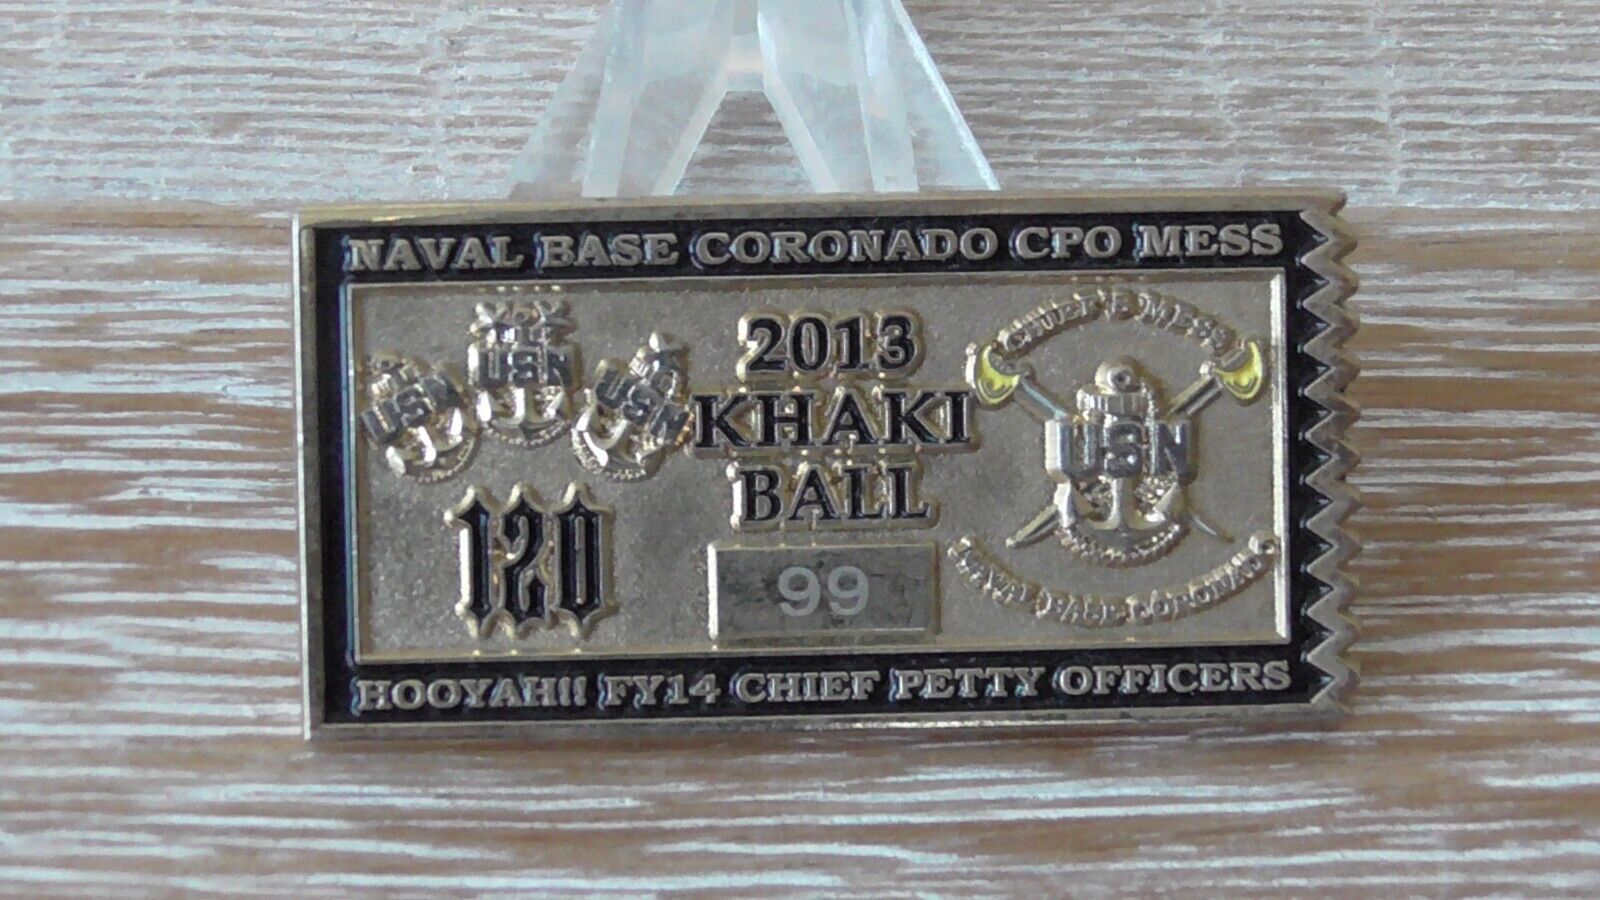 NAVAL BASE CORONADO CPO MESS
USN
USN
USN
2013
KHAKI
BALL
120
99
CHIEF'S MESS
USN
NAVAL BASE CORONADO
HOOYAH!! FY14 CHIEF PETTY OFFICERS